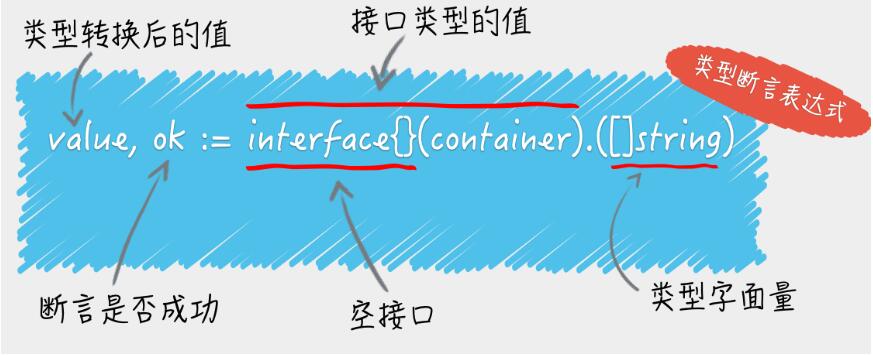 类型转换后的值
接口类型的值
类型断言表达式
value, ok := interface{}(container).([]string)
断言是否成功
空接口
类型字面量